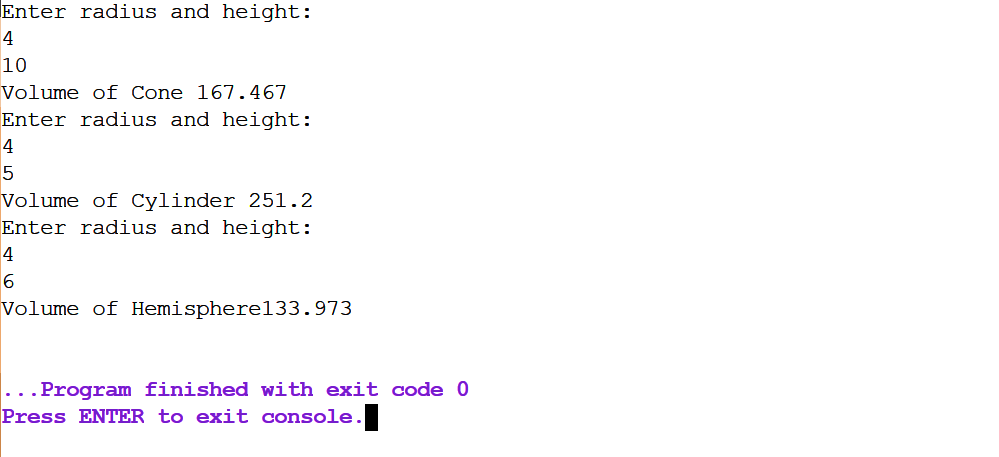 Enter radius and height:
4
10
Volume of Cone 167.467
Enter radius and height:
4
5
Volume of Cylinder 251.2
Enter radius and height:
4
6
Volume of Hemisphere133.973
...Program finished with exit code 0
Press ENTER to exit console.